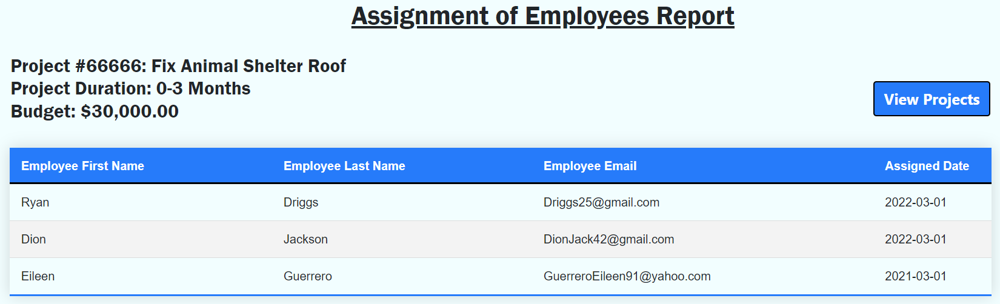 Assignment of Employees Report
Project #66666: Fix Animal Shelter Roof
Project Duration: 0-3 Months
Budget: $30,000.00
View Projects
Employee First Name Employee Last Name Employee Email Assigned Date
Ryan Driggs Driggs25@gmail.com 2022-03-01
Dion Jackson DionJack42@gmail.com 2022-03-01
Eileen Guerrero GuerreroEileen91@yahoo.com 2021-03-01